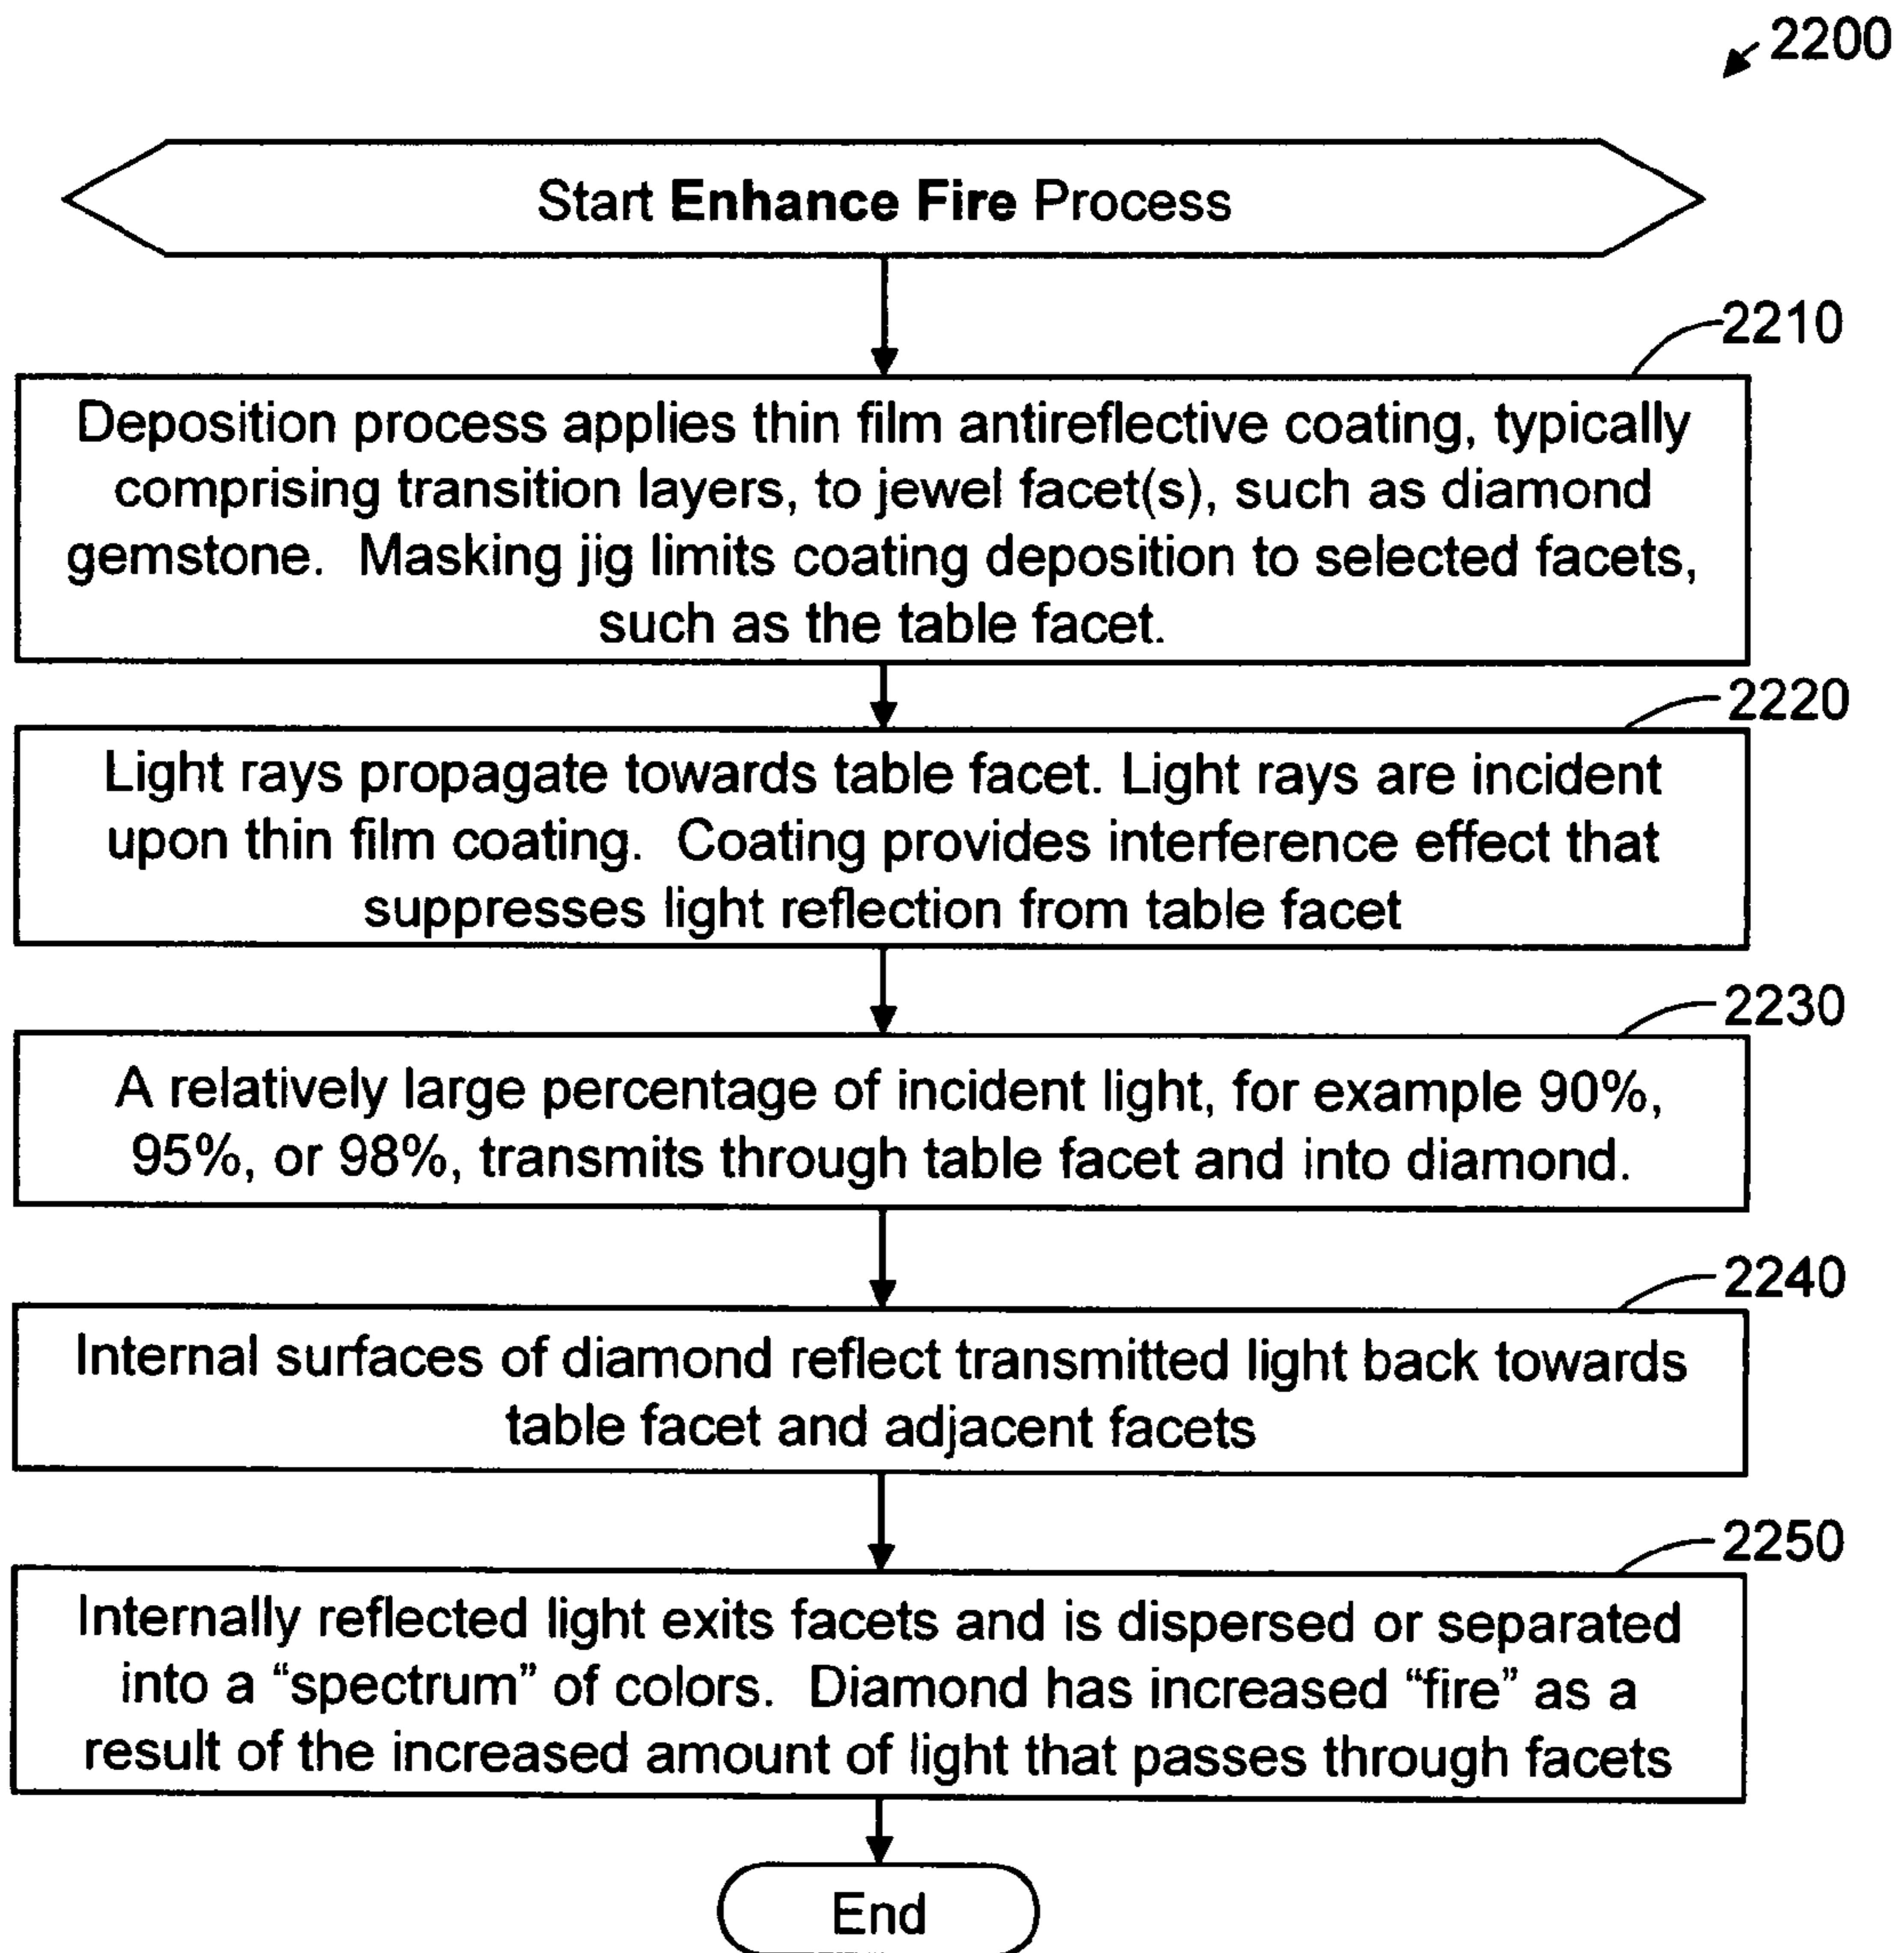 2200
Start Enhance Fire Process
2210
Deposition process applies thin film antireflective coating, typically
comprising transition layers, to jewel facet(s), such as diamond
gemstone.  Masking jig limits coating deposition to selected facets,
such as the table facet.
2220
Light rays propagate towards table facet. Light rays are incident
upon thin film coating.  Coating provides interference effect that
suppresses light reflection from table facet
2230
A relatively large percentage of incident light, for example 90%,
95%, or 98%, transmits through table facet and into diamond.
2240
Internal surfaces of diamond reflect transmitted light back towards
table facet and adjacent facets
2250
Internally reflected light exits facets and is dispersed or separated
into a “spectrum” of colors.  Diamond has increased “fire” as a
result of the increased amount of light that passes through facets
End